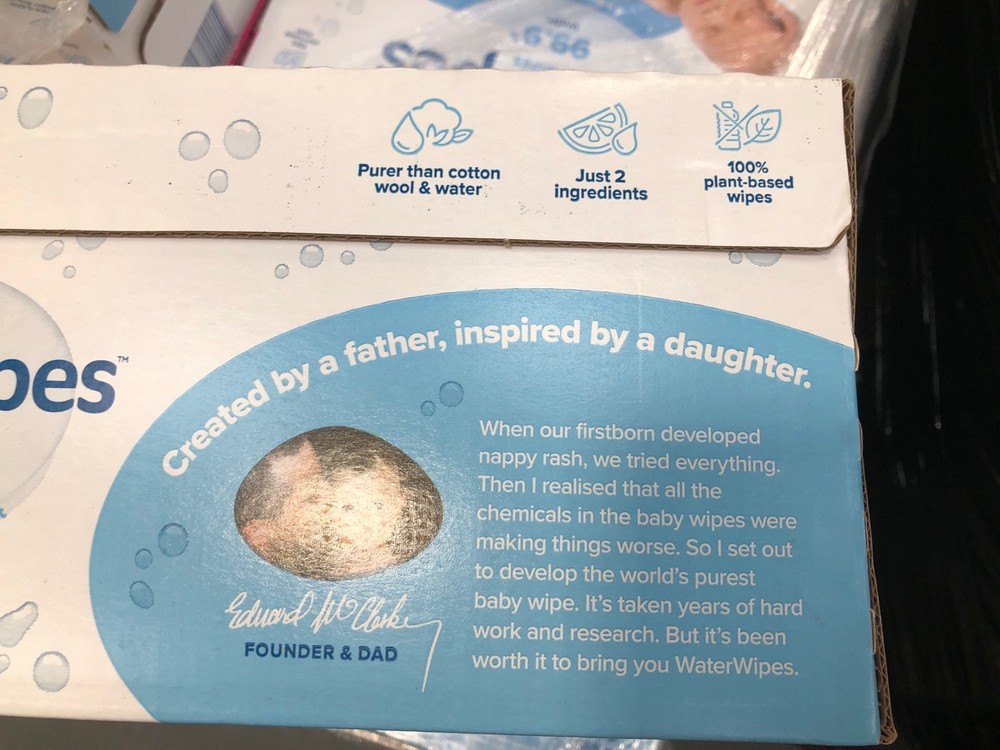 Purer than cotton
wool & water
Just 2
ingredients
100%
plant-based
wipes
pes™
Created by a father, inspired by a daughter.
When our firstborn developed
nappy rash, we tried everything.
Then I realised that all the
chemicals in the baby wipes were
making things worse. So I set out
to develop the world's purest
baby wipe. It's taken years of hard
work and research. But it's been
worth it to bring you WaterWipes.
Edward McCloskey
FOUNDER & DAD